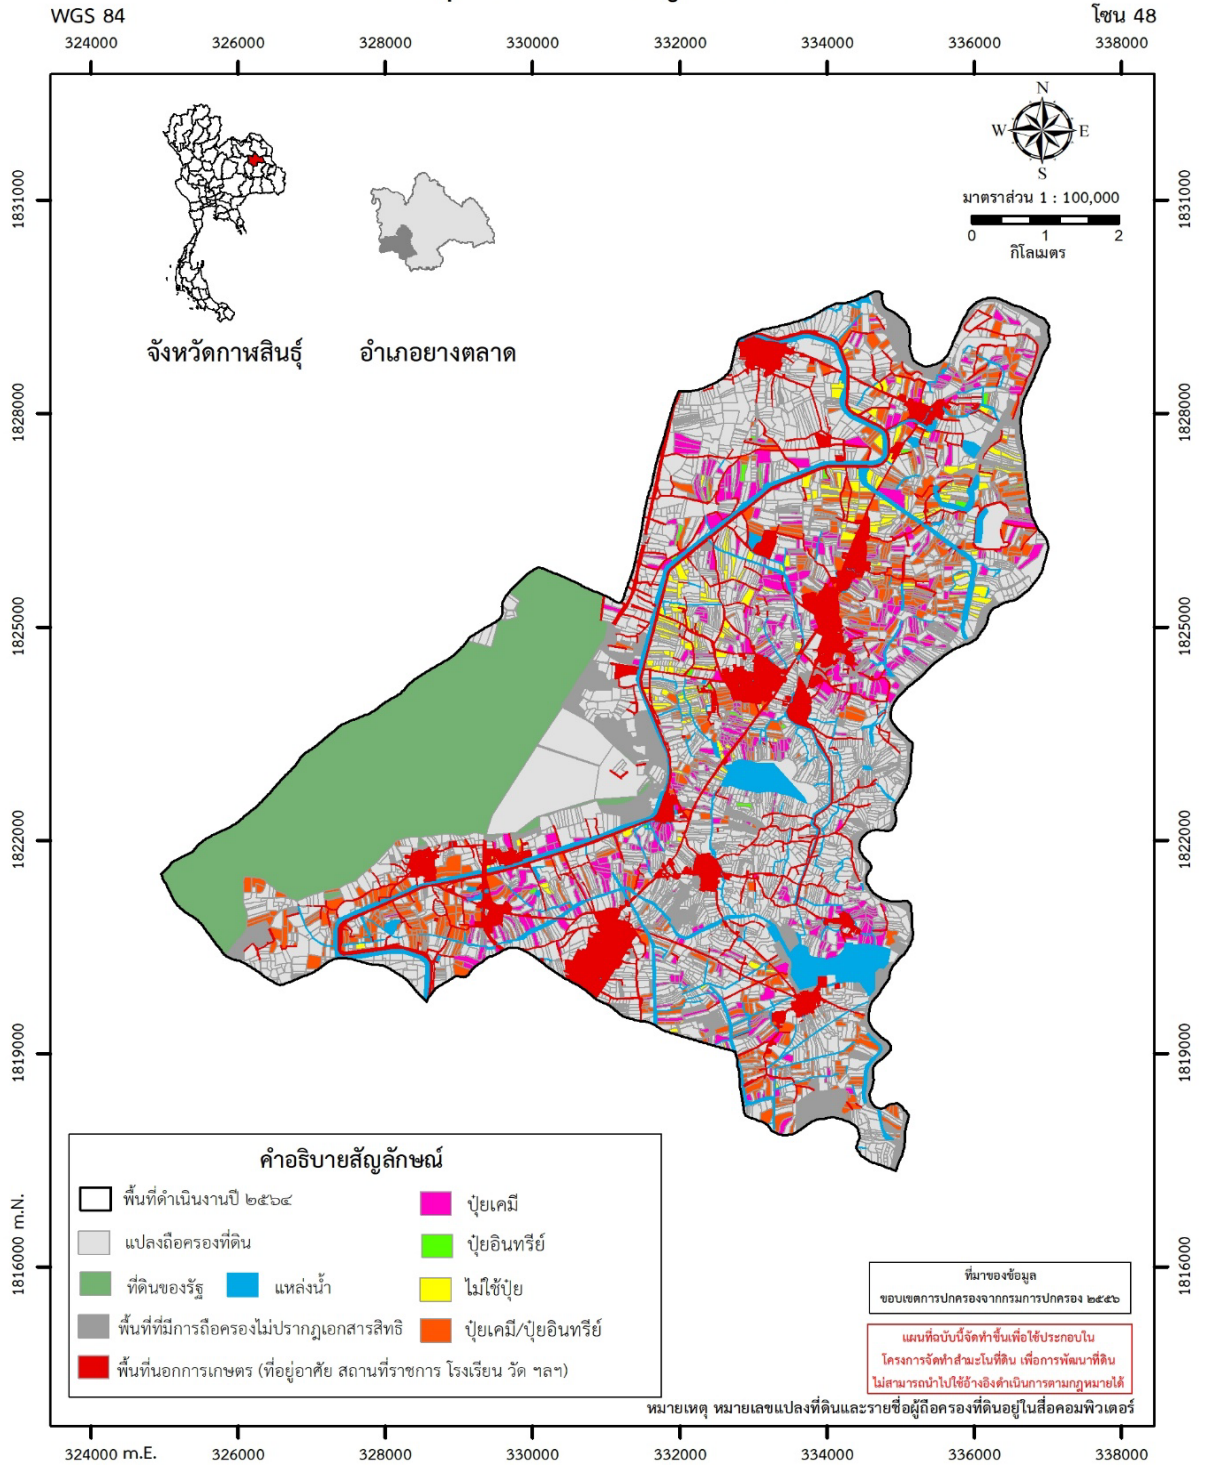 WGS 84
โซน 48
324000 326000 328000 330000 332000 334000 336000 338000
N
W E
S
มาตราส่วน 1 : 100,000
0 1 2
กิโลเมตร
1831000 1831000
จังหวัดกาฬสินธุ์ อำเภอยางตลาด
1828000 1828000
1825000 1825000
1822000 1822000
1819000 1819000
1816000 m.N. 1816000
คำอธิบายสัญลักษณ์
พื้นที่ดำเนินงานปี ๒๕๖๔
ปุ๋ยเคมี
แปลงถือครองที่ดิน
ปุ๋ยอินทรีย์
ที่ดินของรัฐ แหล่งน้ำ
ไม่ใช้ปุ๋ย
พื้นที่ที่มีการถือครองไม่ปรากฏเอกสารสิทธิ
ปุ๋ยเคมี/ปุ๋ยอินทรีย์
พื้นที่นอกการเกษตร (ที่อยู่อาศัย สถานที่ราชการ โรงเรียน วัด ฯลฯ)
ที่มาของข้อมูล
ขอบเขตการปกครองจากกรมการปกครอง ๒๕๕๖
แผนที่ฉบับนี้จัดทำขึ้นเพื่อใช้ประกอบใน
โครงการจัดทำสำมะโนที่ดิน เพื่อการพัฒนาที่ดิน
ไม่สามารถนำไปใช้อ้างอิงดำเนินการตามกฎหมายได้
หมายเหตุ หมายเลขแปลงที่ดินและรายชื่อผู้ถือครองที่ดินอยู่ในสื่อคอมพิวเตอร์
324000 m.E. 326000 328000 330000 332000 334000 336000 338000